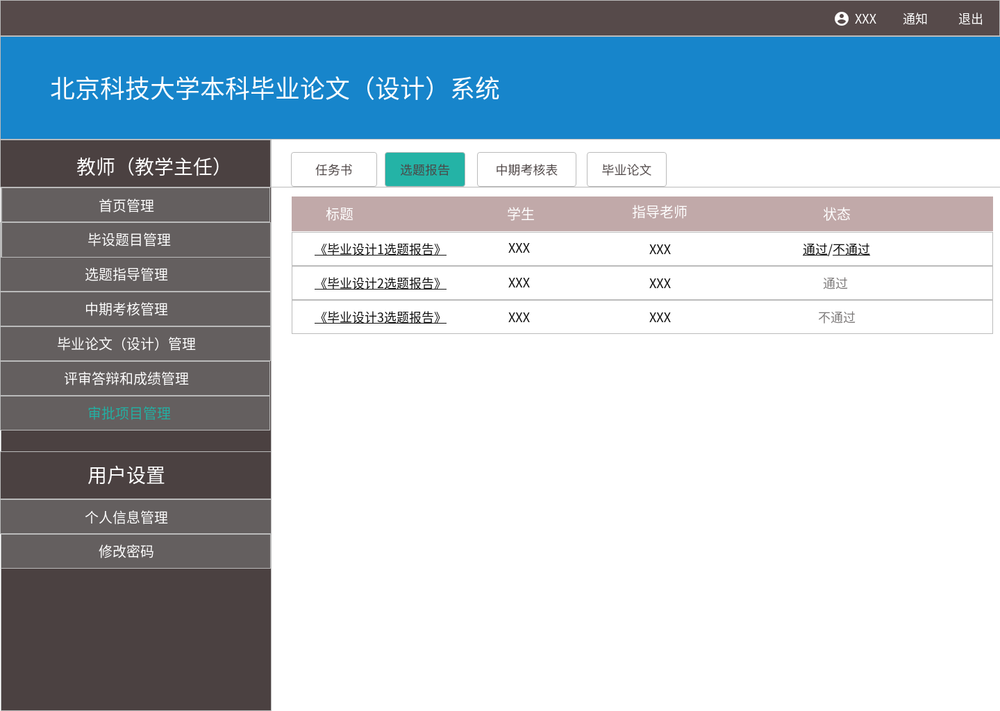 XXX 通知 退出
北京科技大学本科毕业论文（设计）系统
教师（教学主任）
首页管理
毕设题目管理
选题指导管理
中期考核管理
毕业论文（设计）管理
评审答辩和成绩管理
审批项目管理
用户设置
个人信息管理
修改密码
任务书 选题报告 中期考核表 毕业论文
标题 学生 指导老师 状态
《毕业设计1选题报告》 XXX XXX 通过/不通过
《毕业设计2选题报告》 XXX XXX 通过
《毕业设计3选题报告》 XXX XXX 不通过